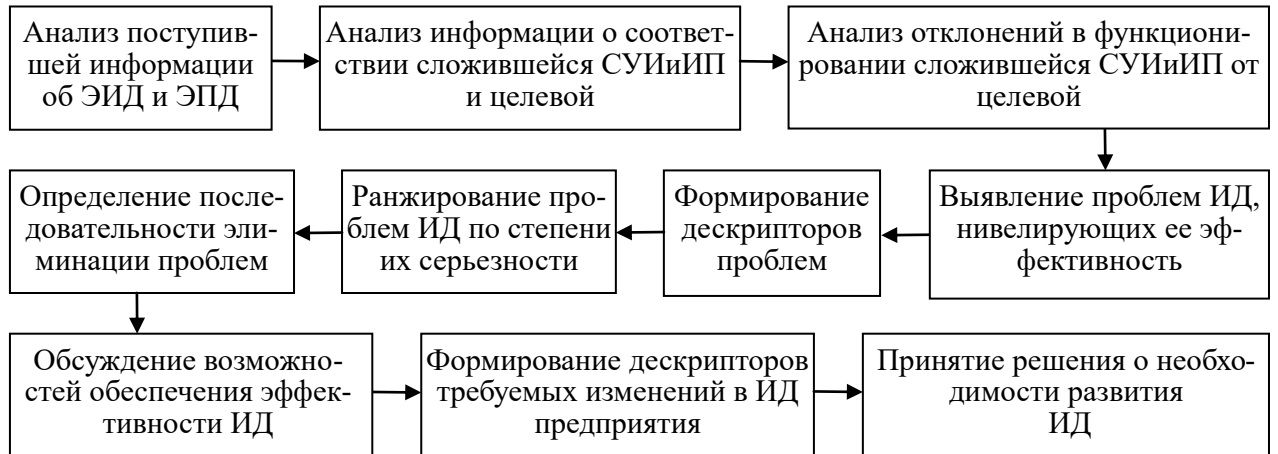 Анализ поступив-
шей информации
об ЭИД и ЭПД
Анализ информации о соответ-
ствии сложившейся СУИиИП
и целевой
Анализ отклонений в функциони-
ровании сложившейся СУИиИП от
целевой
Выявление проблем ИД,
нивелирующих ее эф-
фективность
Формирование
дескрипторов
проблем
Ранжирование про-
блем ИД по степени
их серьезности
Определение после-
довательности эли-
минации проблем
Обсуждение возможно-
стей обеспечения эффек-
тивности ИД
Формирование дескрипторов
требуемых изменений в ИД
предприятия
Принятие решения о необхо-
димости развития
ИД